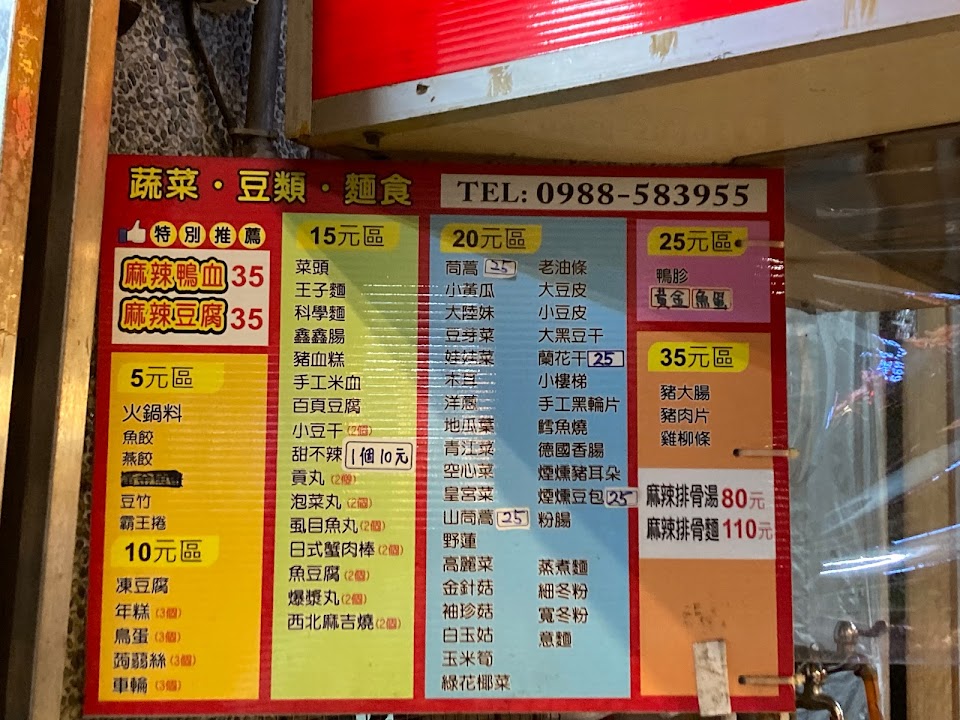 蔬菜・豆類・麵食
TEL: 0988-583955
特別推薦
麻辣鴨血 35
麻辣豆腐 35
5元區
火鍋料
魚餃
燕餃
豆竹
霸王捲
10元區
凍豆腐
年糕(3個)
鳥蛋(3個)
蒟蒻絲(3個)
車輪(3個)
15元區
菜頭
王子麵
科學麵
鑫鑫腸
豬血糕
手工米血
百頁豆腐
小豆干(2個)
甜不辣 1個10元
貢丸(2個)
泡菜丸(2個)
虱目魚丸(2個)
日式蟹肉棒(2個)
魚豆腐(2個)
爆漿丸(2個)
西北麻吉燒(2個)
20元區
茼蒿 25
小黃瓜
大陸妹
豆芽菜
娃娃菜
木耳
洋蔥
地瓜葉
青江菜
空心菜
皇宮菜
山茼蒿 25
野蓮
高麗菜
金針菇
袖珍菇
白玉菇
玉米筍
綠花椰菜
老油條
大豆皮
小豆皮
大黑豆干
蘭花干 25
小樓梯
手工黑輪片
鱈魚燒
德國香腸
煙燻豬耳朵
煙燻豆包 25
粉腸
蒸煮麵
細冬粉
寬冬粉
意麵
25元區
鴨胗
黃金魚蛋
35元區
豬大腸
豬肉片
雞柳條
麻辣排骨湯 80元
麻辣排骨麵 110元